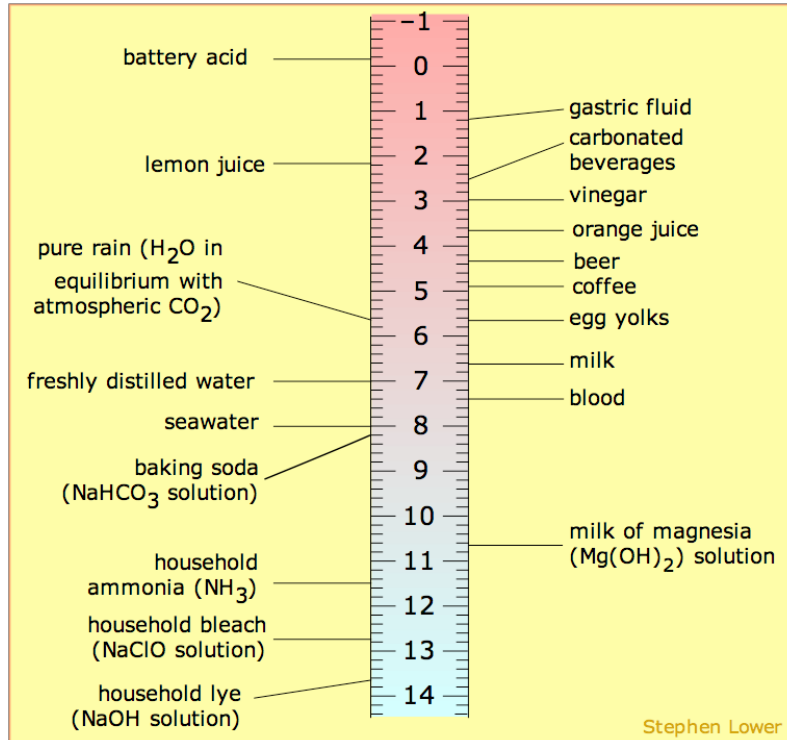 battery acid
lemon juice
pure rain (H₂O in
equilibrium with
atmospheric CO₂)
freshly distilled water
seawater
baking soda
(NaHCO₃ solution)
household
ammonia (NH₃)
household bleach
(NaClO solution)
household lye
(NaOH solution)
−1
0
1
2
3
4
5
6
7
8
9
10
11
12
13
14
gastric fluid
carbonated
beverages
vinegar
orange juice
beer
coffee
egg yolks
milk
blood
milk of magnesia
(Mg(OH)₂) solution
Stephen Lower